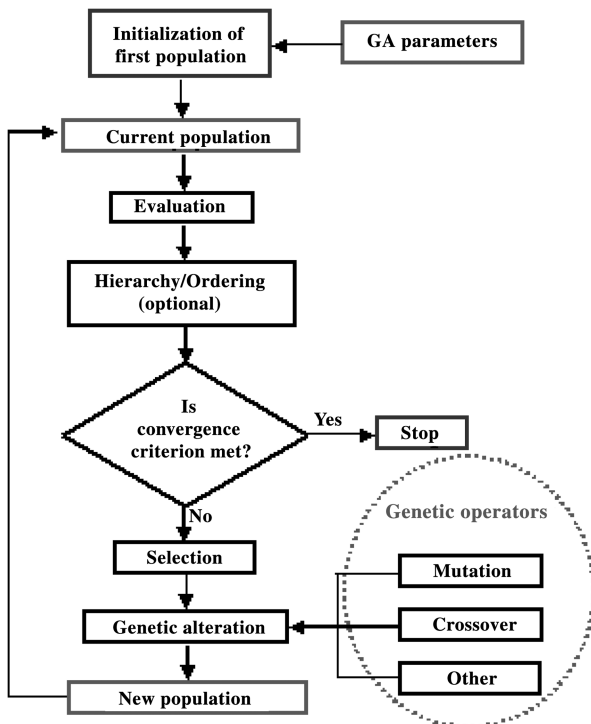 Initialization of
first population
GA parameters
Current population
Evaluation
Hierarchy/Ordering
(optional)
Is
convergence
criterion met?
Yes
Stop
No
Genetic operators
Selection
Mutation
Genetic alteration
Crossover
Other
New population